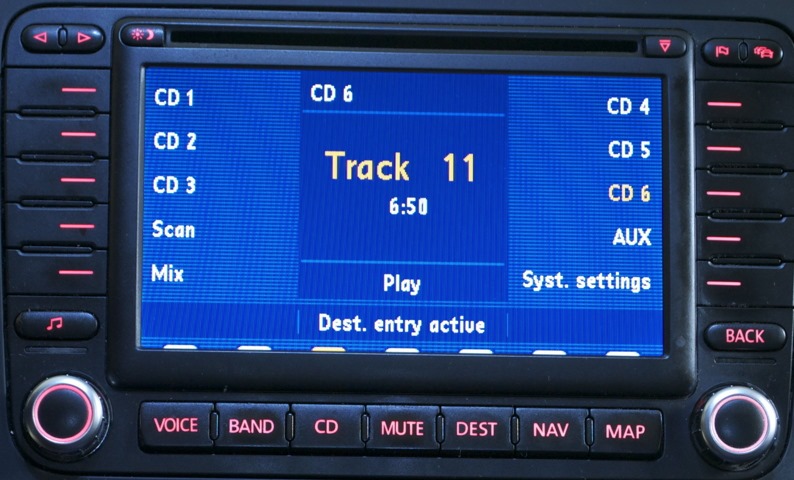 CD 1
CD 2
CD 3
Scan
Mix
CD 6
Track 11
6:50
Play
CD 4
CD 5
CD 6
AUX
Syst. settings
Dest. entry active
BACK
VOICE
BAND
CD
MUTE
DEST
NAV
MAP